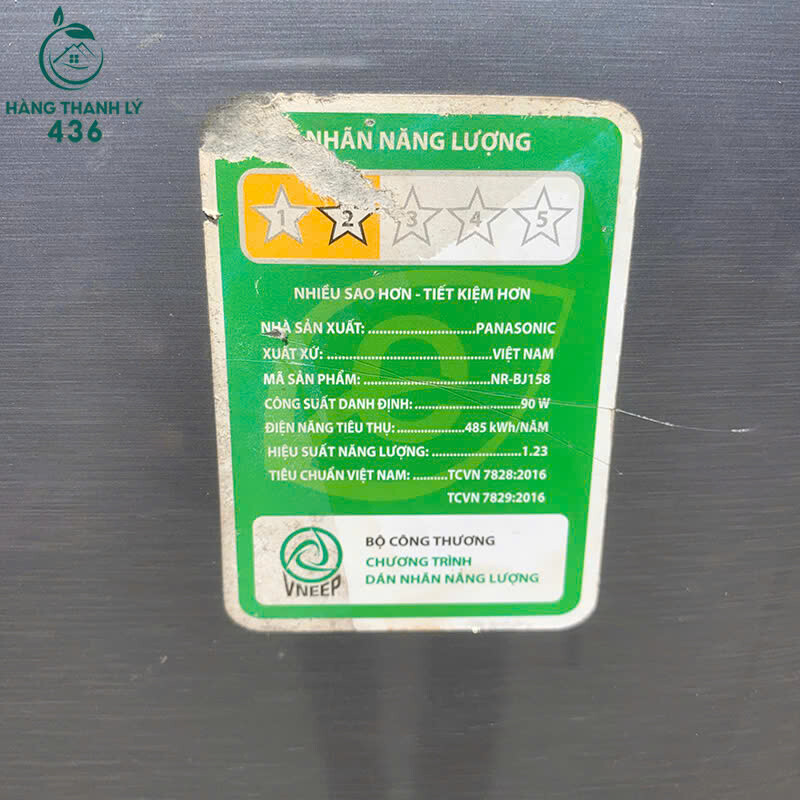 HÀNG THANH LÝ
436
NHÃN NĂNG LƯỢNG
1 2 3 4 5
NHIỀU SAO HƠN - TIẾT KIỆM HƠN
NHÀ SẢN XUẤT: ........................PANASONIC
XUẤT XỨ: ....................................VIỆT NAM
MÃ SẢN PHẨM: ............................NR-BJ158
CÔNG SUẤT DANH ĐỊNH: .......................90 W
ĐIỆN NĂNG TIÊU THỤ: ...............485 kWh/NĂM
HIỆU SUẤT NĂNG LƯỢNG: ....................1.23
TIÊU CHUẨN VIỆT NAM: ..........TCVN 7828:2016
TCVN 7829:2016
VNEEP
BỘ CÔNG THƯƠNG
CHƯƠNG TRÌNH
DÁN NHÃN NĂNG LƯỢNG